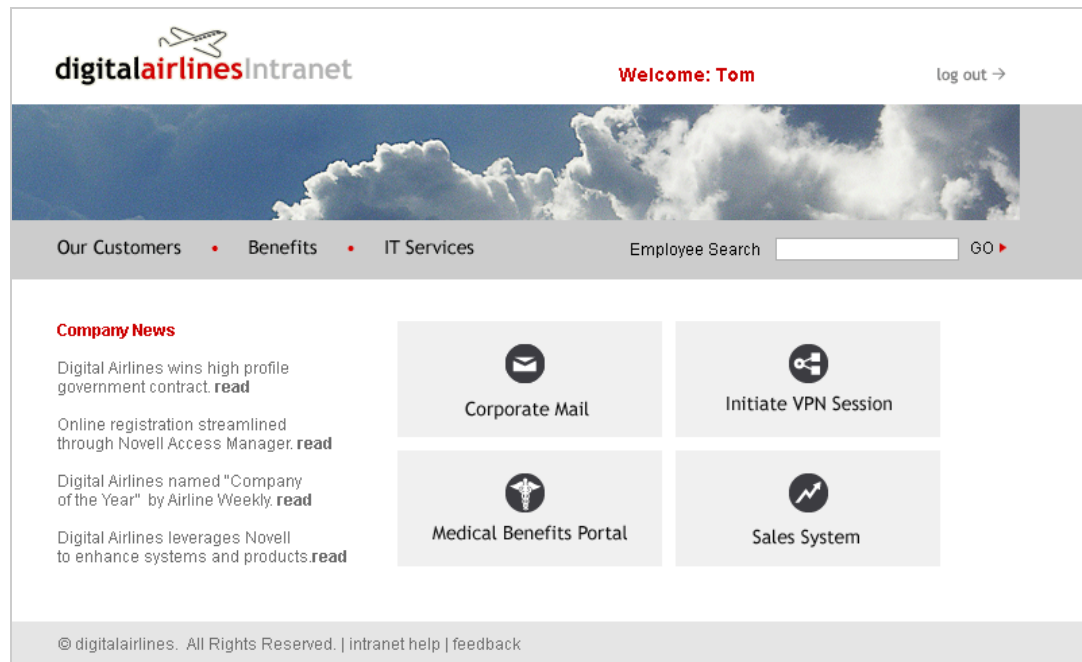 digitalairlinesIntranet
Welcome: Tom
log out →
Our Customers • Benefits • IT Services
Employee Search
GO
Company News
Digital Airlines wins high profile
government contract. read
Online registration streamlined
through Novell Access Manager. read
Digital Airlines named "Company
of the Year" by Airline Weekly. read
Digital Airlines leverages Novell
to enhance systems and products.read
Corporate Mail
Initiate VPN Session
Medical Benefits Portal
Sales System
© digitalairlines. All Rights Reserved. | intranet help | feedback